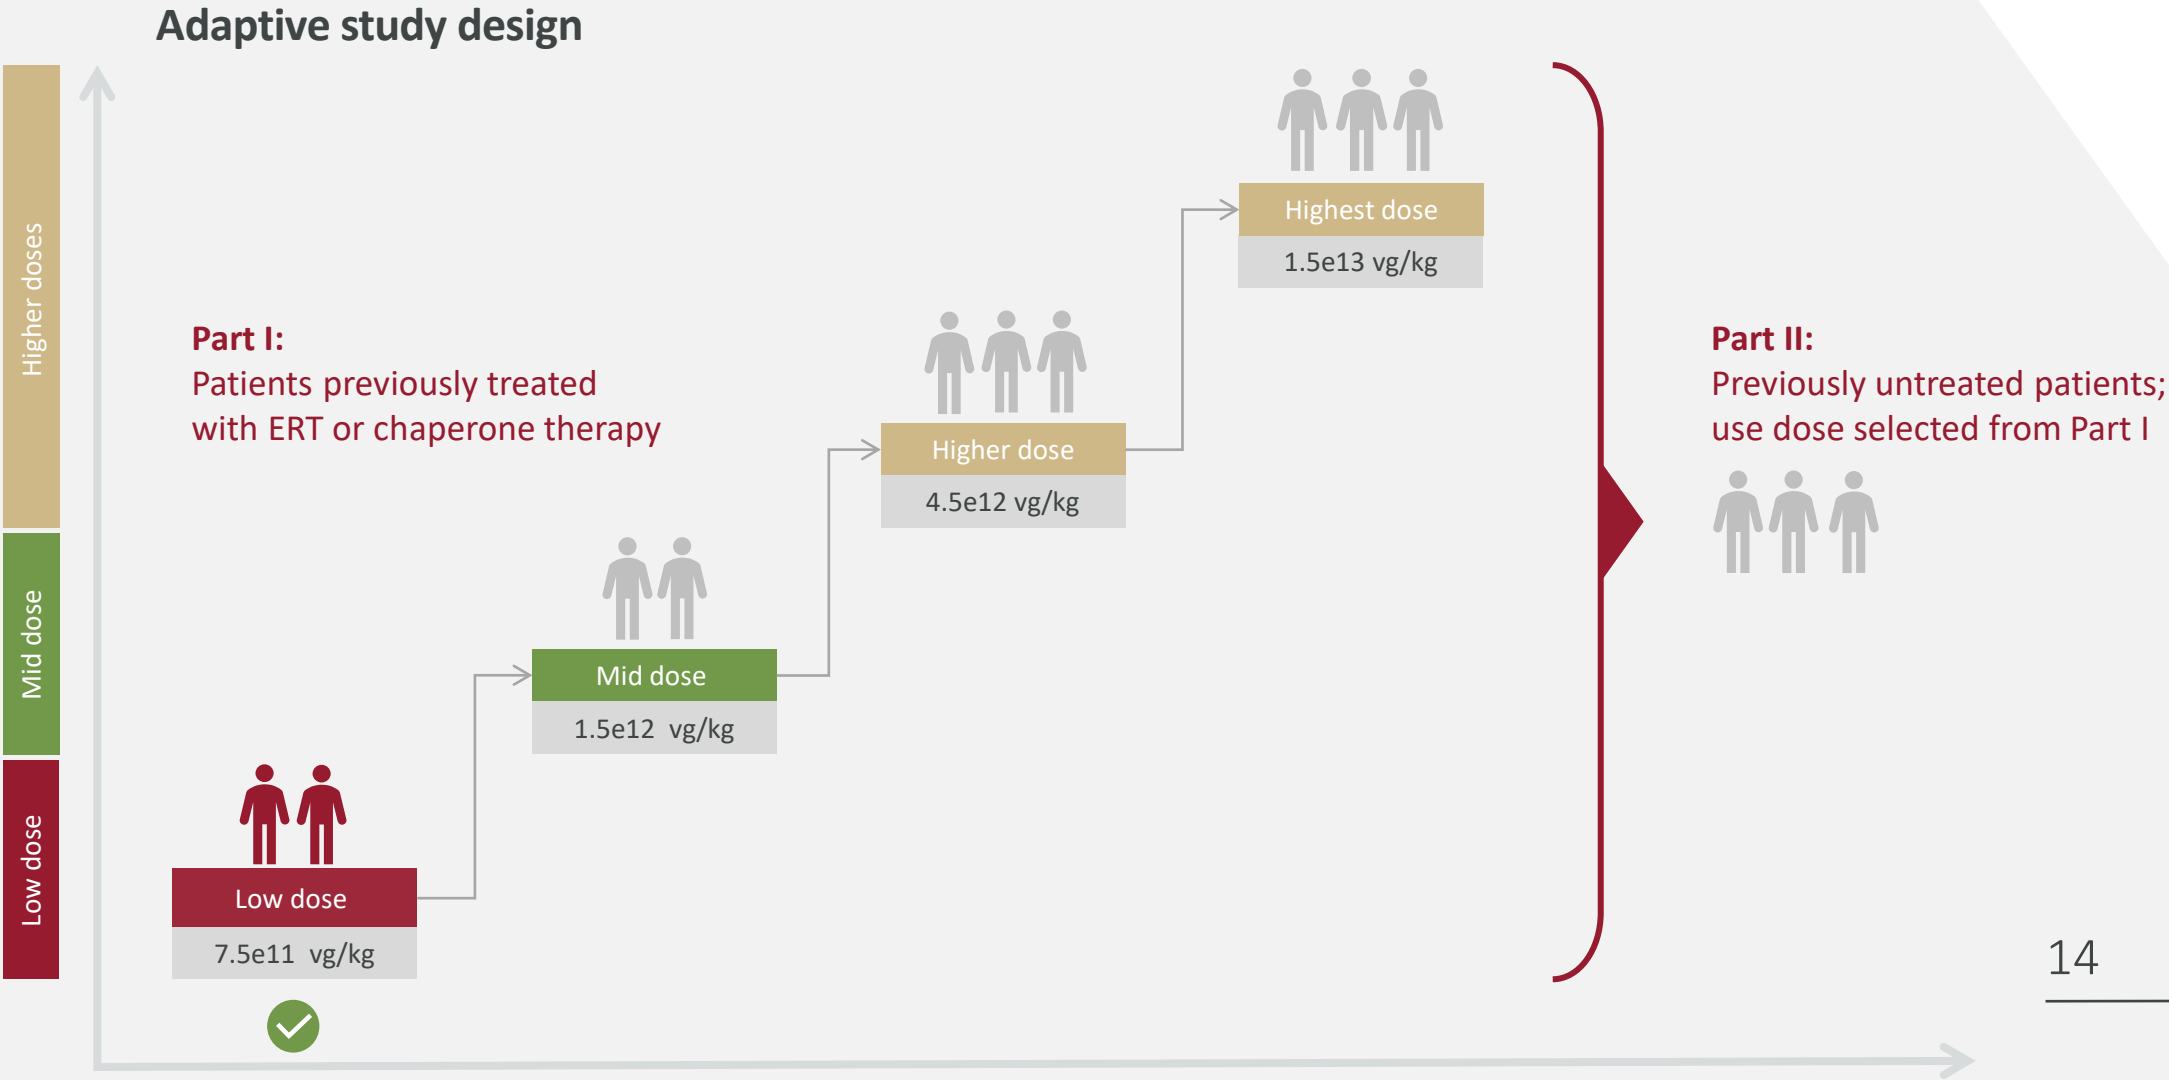 Adaptive study design
Higher doses
Mid dose
Low dose
Part I:
Patients previously treated
with ERT or chaperone therapy
Low dose
7.5e11 vg/kg
Mid dose
1.5e12 vg/kg
Higher dose
4.5e12 vg/kg
Highest dose
1.5e13 vg/kg
Part II:
Previously untreated patients;
use dose selected from Part I
14